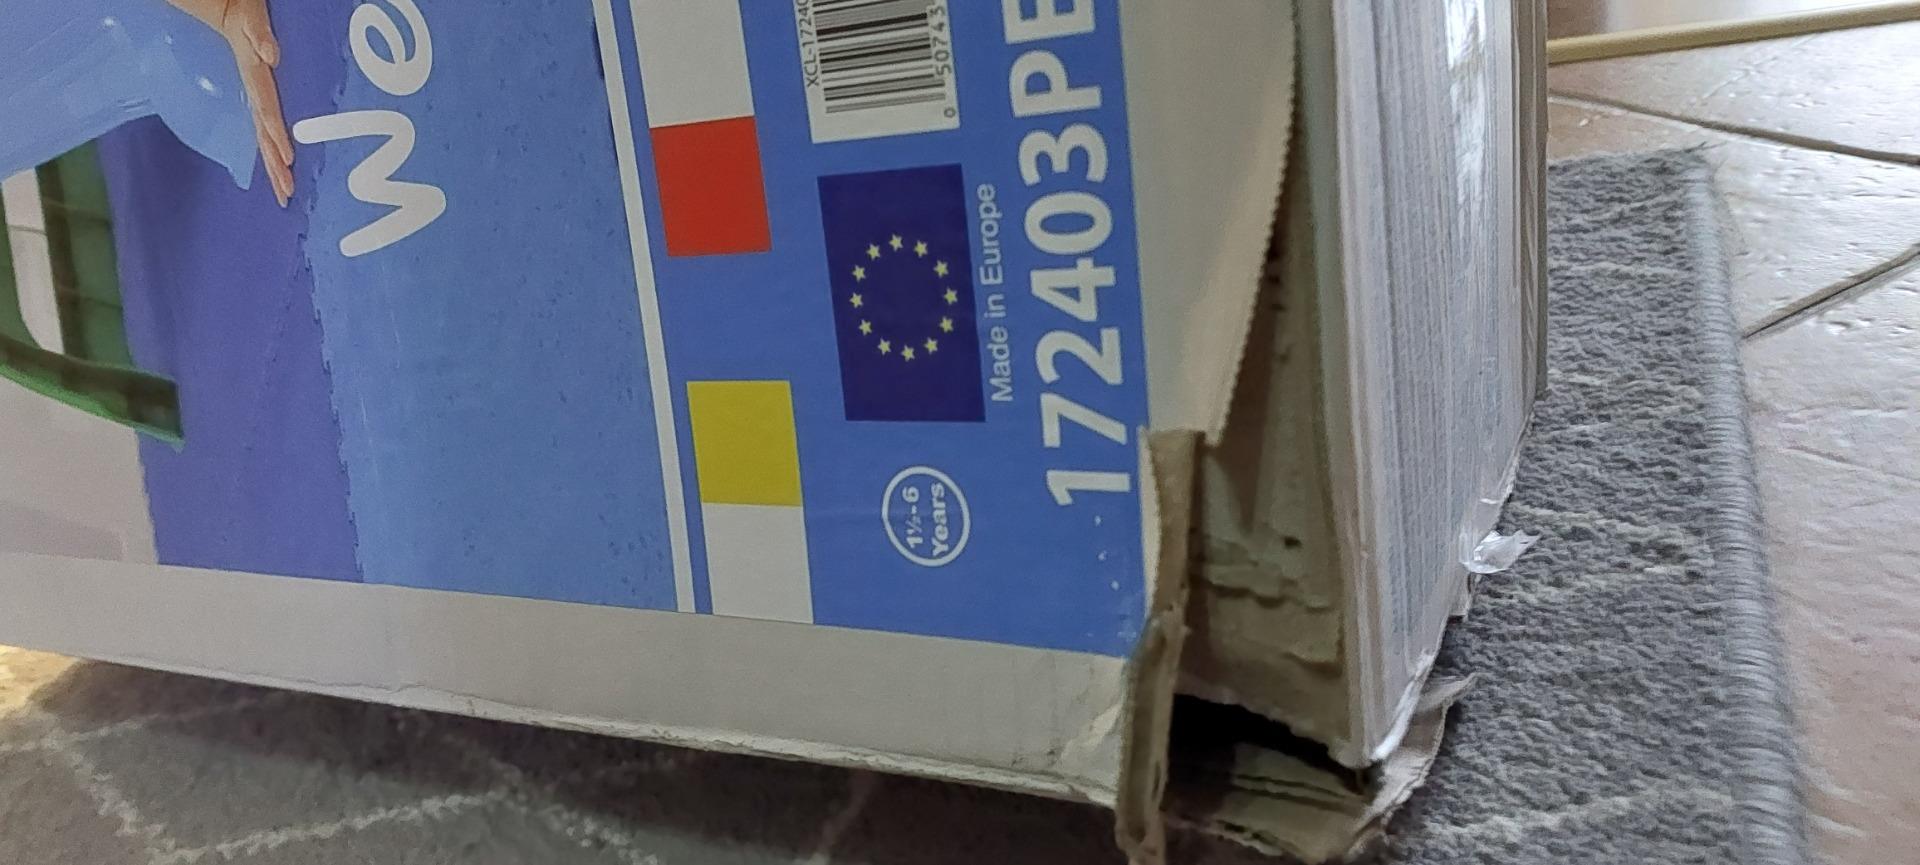 We
XCL-1724
0 50743
Made in Europe
1½-6
Years
172403PE